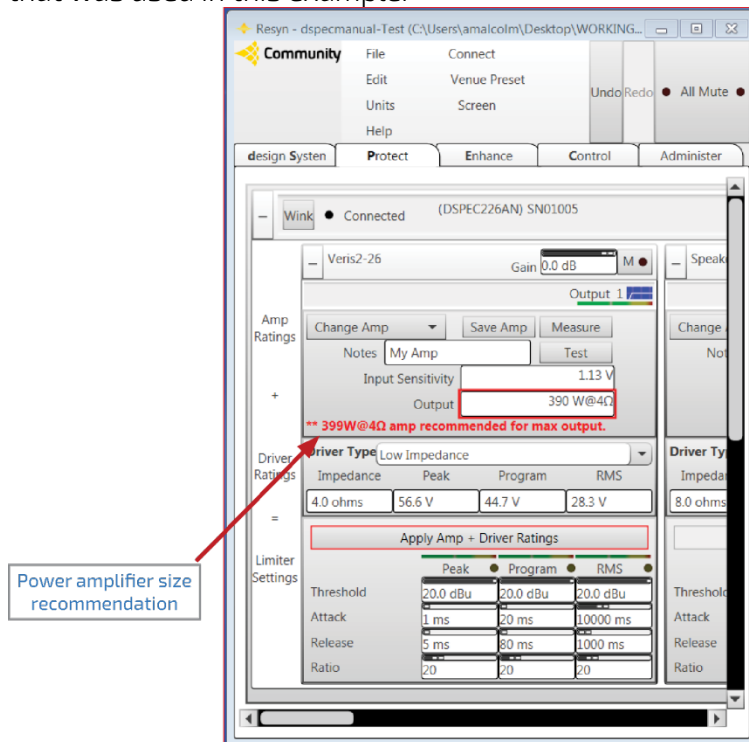 that was used in this example.
Resyn - dspecmanual-Test (C:\Users\amalcolm\Desktop\WORKING...
Community File Connect
Edit Venue Preset
Undo Redo All Mute
Units Screen
Help
design System Protect Enhance Control Administer
Wink Connected (DSPEC226AN) SN01005
Veris2-26 Gain 0.0 dB M
Output 1
Amp Ratings
Change Amp Save Amp Measure
Notes My Amp Test
Input Sensitivity 1.13 V
+
Output 390 W@4Ω
** 399W@4Ω amp recommended for max output.
Driver Ratings
Driver Type Low Impedance
Impedance Peak Program RMS
4.0 ohms 56.6 V 44.7 V 28.3 V
=
Apply Amp + Driver Ratings
Limiter Settings
Peak Program RMS
Threshold 20.0 dBu 20.0 dBu 20.0 dBu
Attack 1 ms 20 ms 10000 ms
Release 5 ms 80 ms 1000 ms
Ratio 20 20 20
Change
Driver
8.0 ohms
Attack
Release
Ratio
Power amplifier size
recommendation